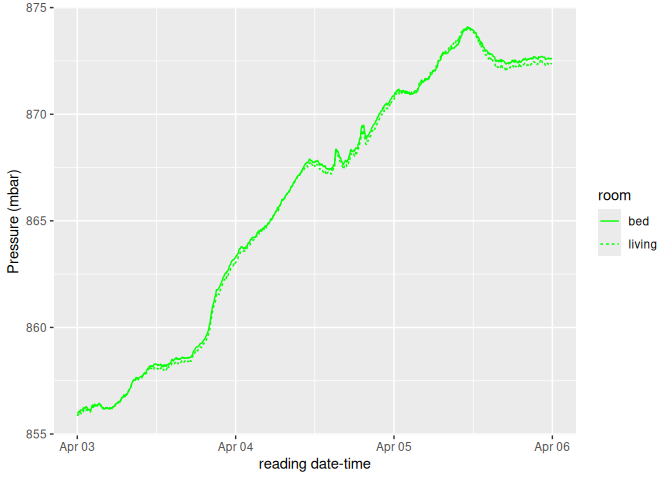 875
870
865
860
855
Pressure (mbar)
Apr 03
Apr 04
Apr 05
Apr 06
reading date-time
room
bed
living